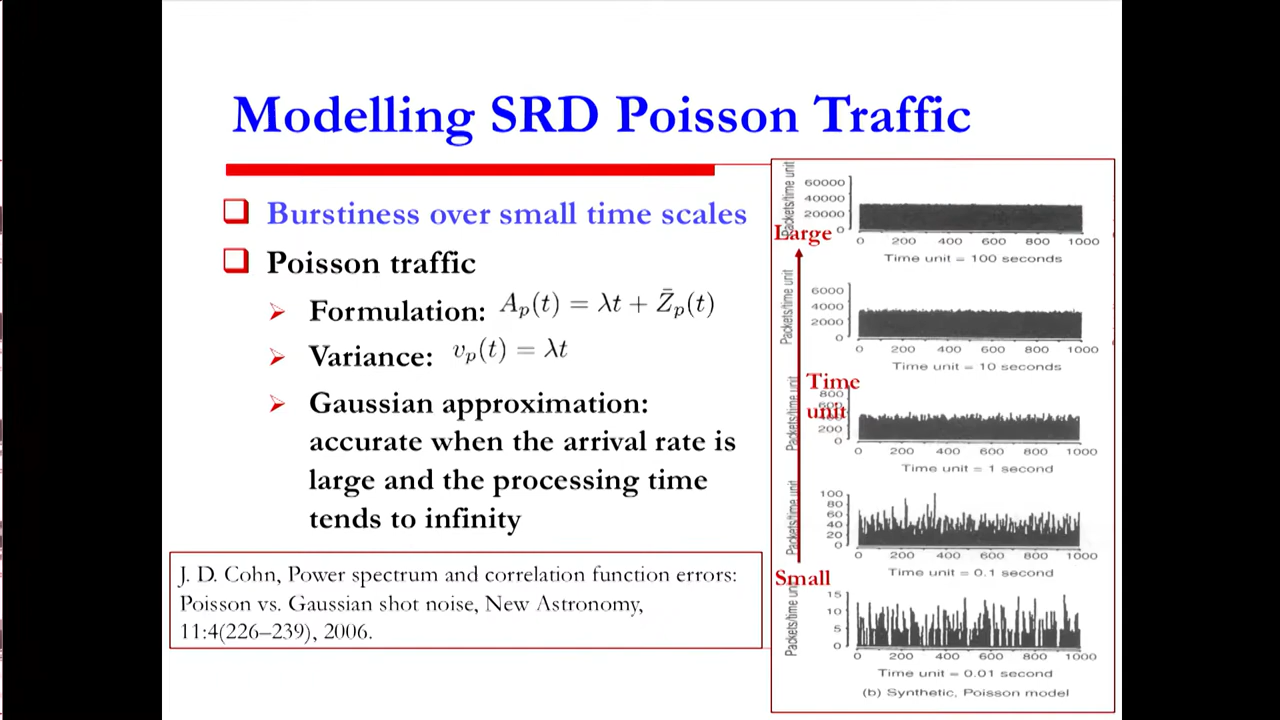 Modelling SRD Poisson Traffic
❑ Burstiness over small time scales
❑ Poisson traffic
➢ Formulation: Aₚ(t) = λt + Z̄ₚ(t)
➢ Variance: vₚ(t) = λt
➢ Gaussian approximation:
accurate when the arrival rate is
large and the processing time
tends to infinity
J. D. Cohn, Power spectrum and correlation function errors:
Poisson vs. Gaussian shot noise, New Astronomy,
11:4(226–239), 2006.
Large
Time
unit
Small
Packets/time unit
60000
40000
20000
0
0 200 400 600 800 1000
Time unit = 100 seconds
Packets/time unit
6000
4000
2000
0
0 200 400 600 800 1000
Time unit = 10 seconds
Packets/time unit
800
600
400
200
0
0 200 400 600 800 1000
Time unit = 1 second
Packets/time unit
100
80
60
40
20
0
0 200 400 600 800 1000
Time unit = 0.1 second
Packets/time unit
15
10
5
0
0 200 400 600 800 1000
Time unit = 0.01 second
(b) Synthetic, Poisson model